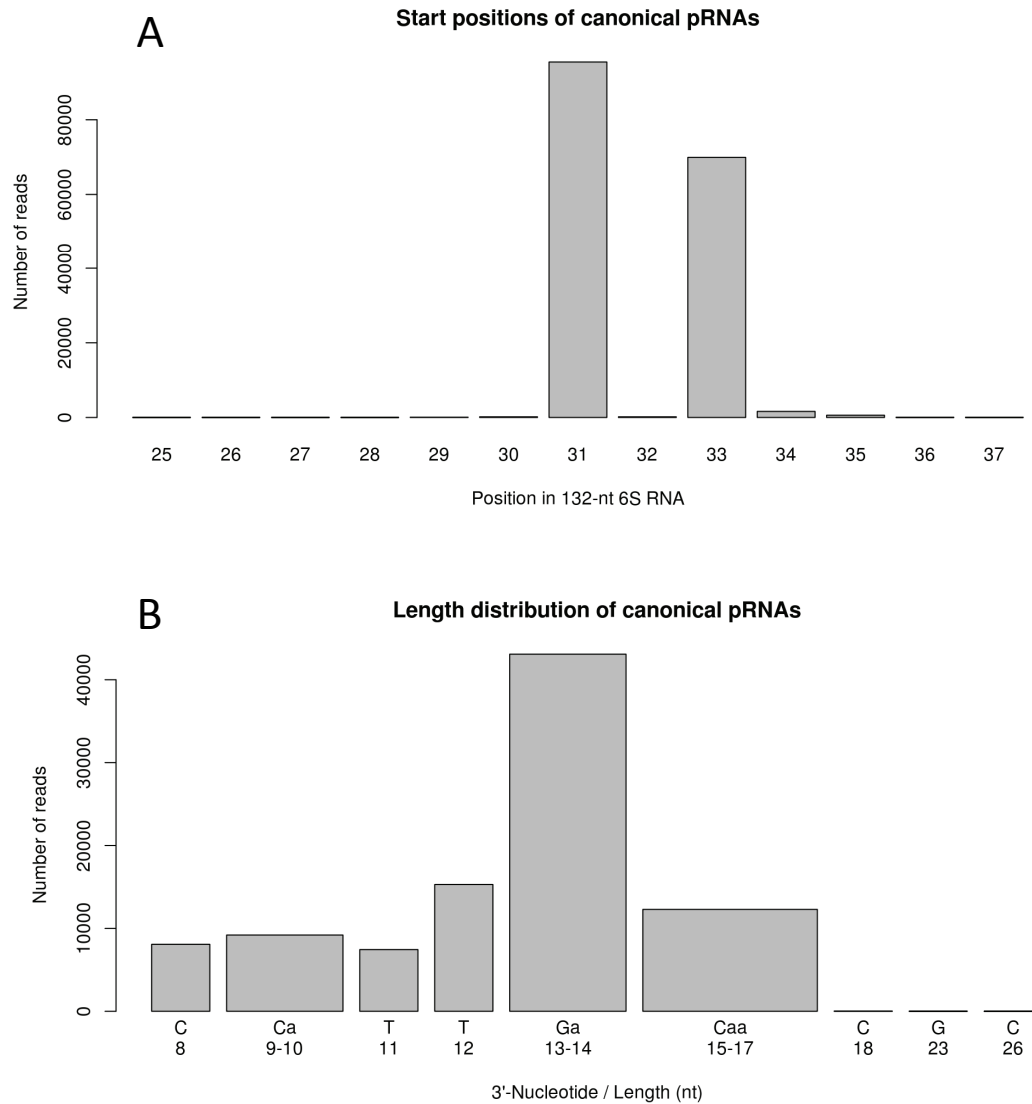 A
Start positions of canonical pRNAs
Number of reads
80000
60000
40000
20000
0
25 26 27 28 29 30 31 32 33 34 35 36 37
Position in 132-nt 6S RNA
B
Length distribution of canonical pRNAs
Number of reads
40000
30000
20000
10000
0
C Ca T T Ga Caa C G C
8 9-10 11 12 13-14 15-17 18 23 26
3'-Nucleotide / Length (nt)